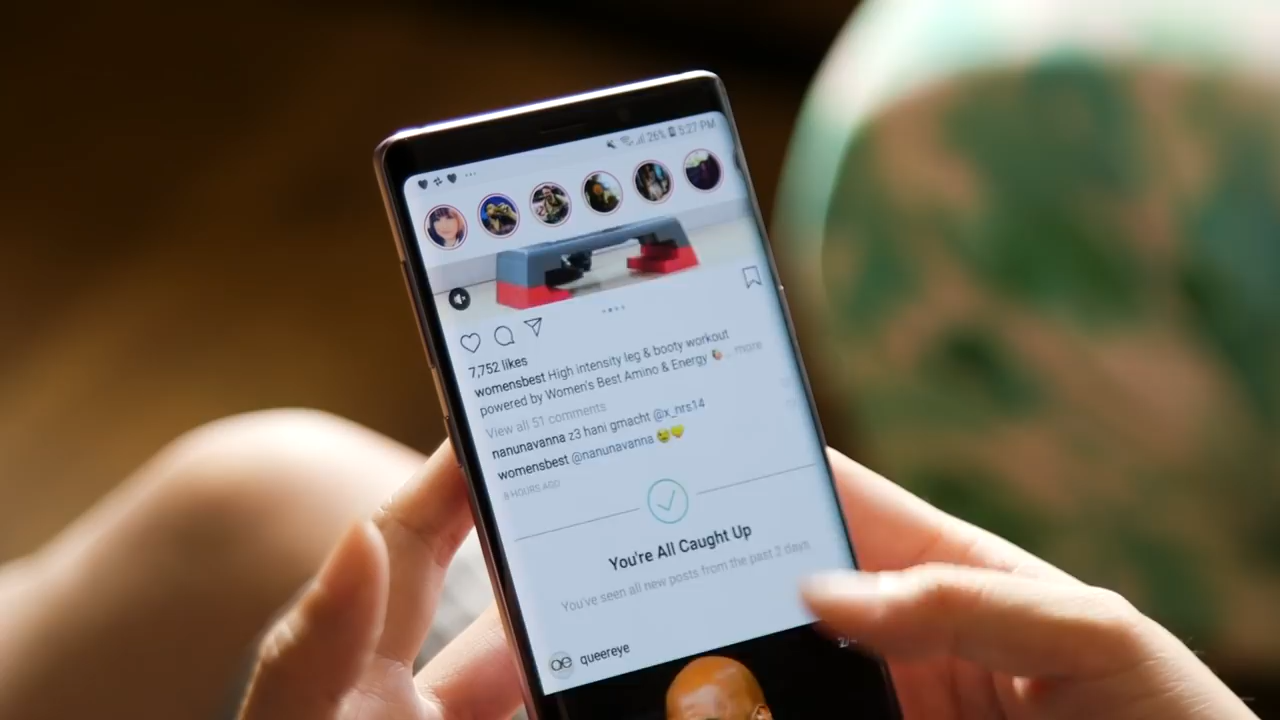 26% 5:27 PM
7,752 likes
womensbest High intensity leg & booty workout
powered by Women's Best Amino & Energy ... more
View all 51 comments
nanunavanna z3 hani gmacht @x_nrs14
womensbest @nanunavanna
8 HOURS AGO
You're All Caught Up
You've seen all new posts from the past 2 days.
queereye